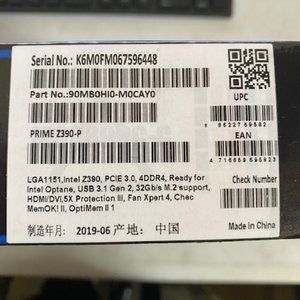 Serial No.: K6M0FM067596448
Part No.:90MB0HI0-M0CAY0
UPC
PRIME Z390-P
EAN
LGA1151,Intel Z390, PCIE 3.0, 4DDR4, Ready for
Intel Optane, USB 3.1 Gen 2, 32Gb/s M.2 support,
HDMI/DVI,5X Protection III, Fan Xpert 4, Chec
MemOK! II, OptiMem II 1
Check Number
制造年月: 2019-06 产地: 中国
Made in China